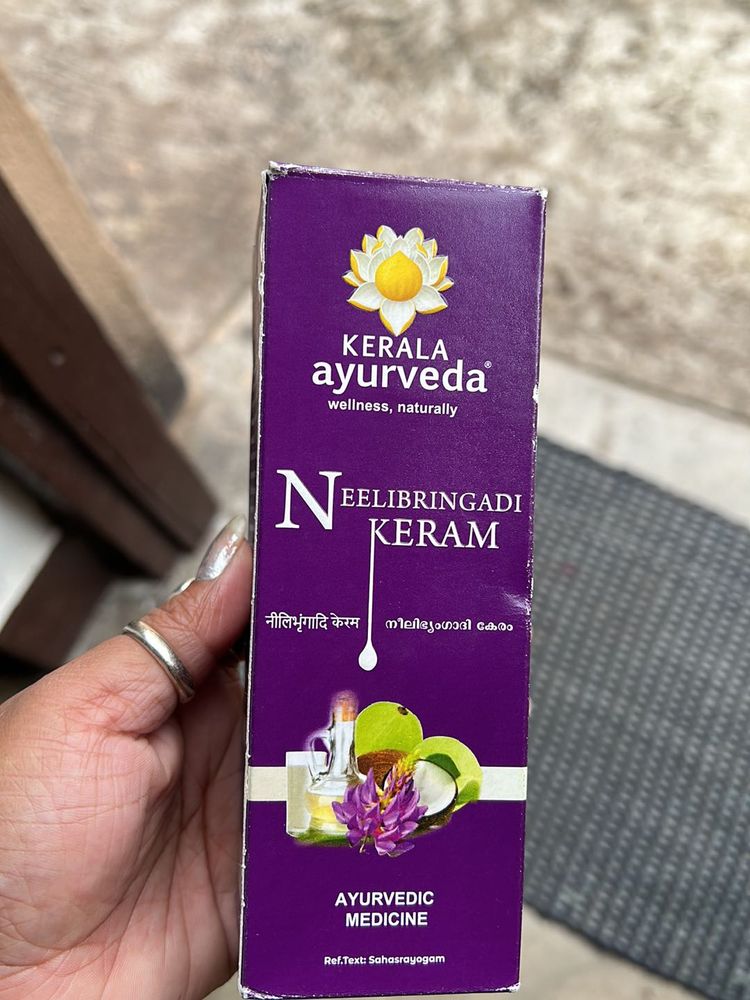 KERALA
ayurveda®
wellness, naturally
NEELIBRINGADI
KERAM
नीलिभृंगादि केरम നീലിഭൃംഗാദി കേരം
AYURVEDIC
MEDICINE
Ref.Text: Sahasrayogam